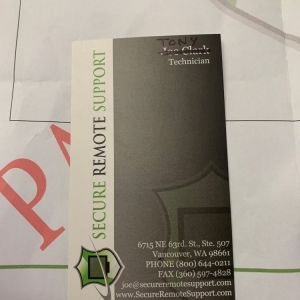 TONY
Joe Clark
Technician
SECURE REMOTE SUPPORT
6715 NE 63rd. St., Ste. 507
Vancouver, WA 98661
PHONE (800) 644-0211
FAX (360) 597-4828
joe@secureremotesupport.com
www.SecureRemoteSupport.com
PA